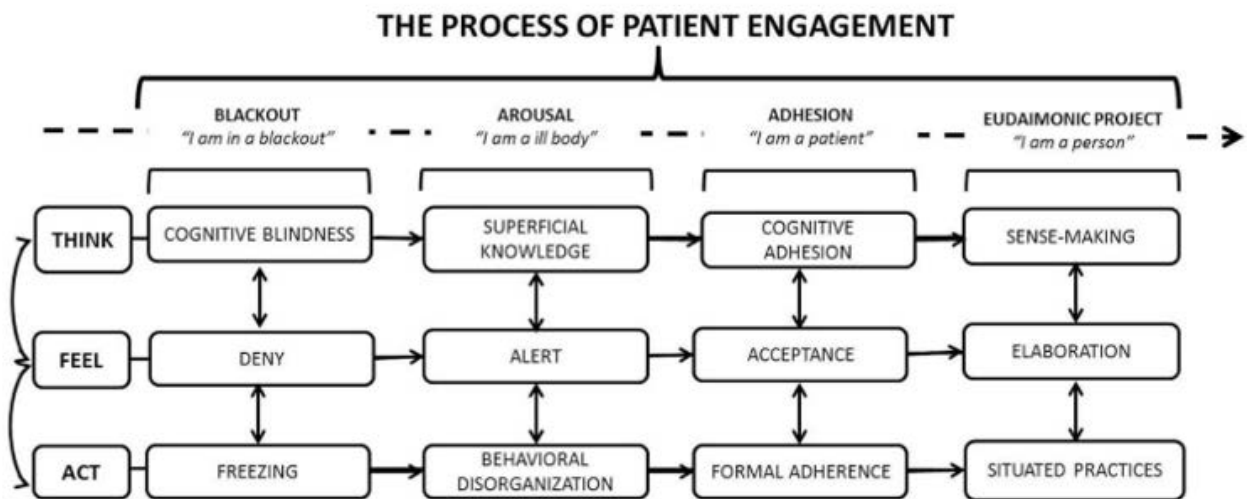 THE PROCESS OF PATIENT ENGAGEMENT
BLACKOUT
"I am in a blackout"
AROUSAL
"I am a ill body"
ADHESION
"I am a patient"
EUDAIMONIC PROJECT
"I am a person"
THINK
COGNITIVE BLINDNESS
SUPERFICIAL
KNOWLEDGE
COGNITIVE
ADHESION
SENSE-MAKING
FEEL
DENY
ALERT
ACCEPTANCE
ELABORATION
ACT
FREEZING
BEHAVIORAL
DISORGANIZATION
FORMAL ADHERENCE
SITUATED PRACTICES